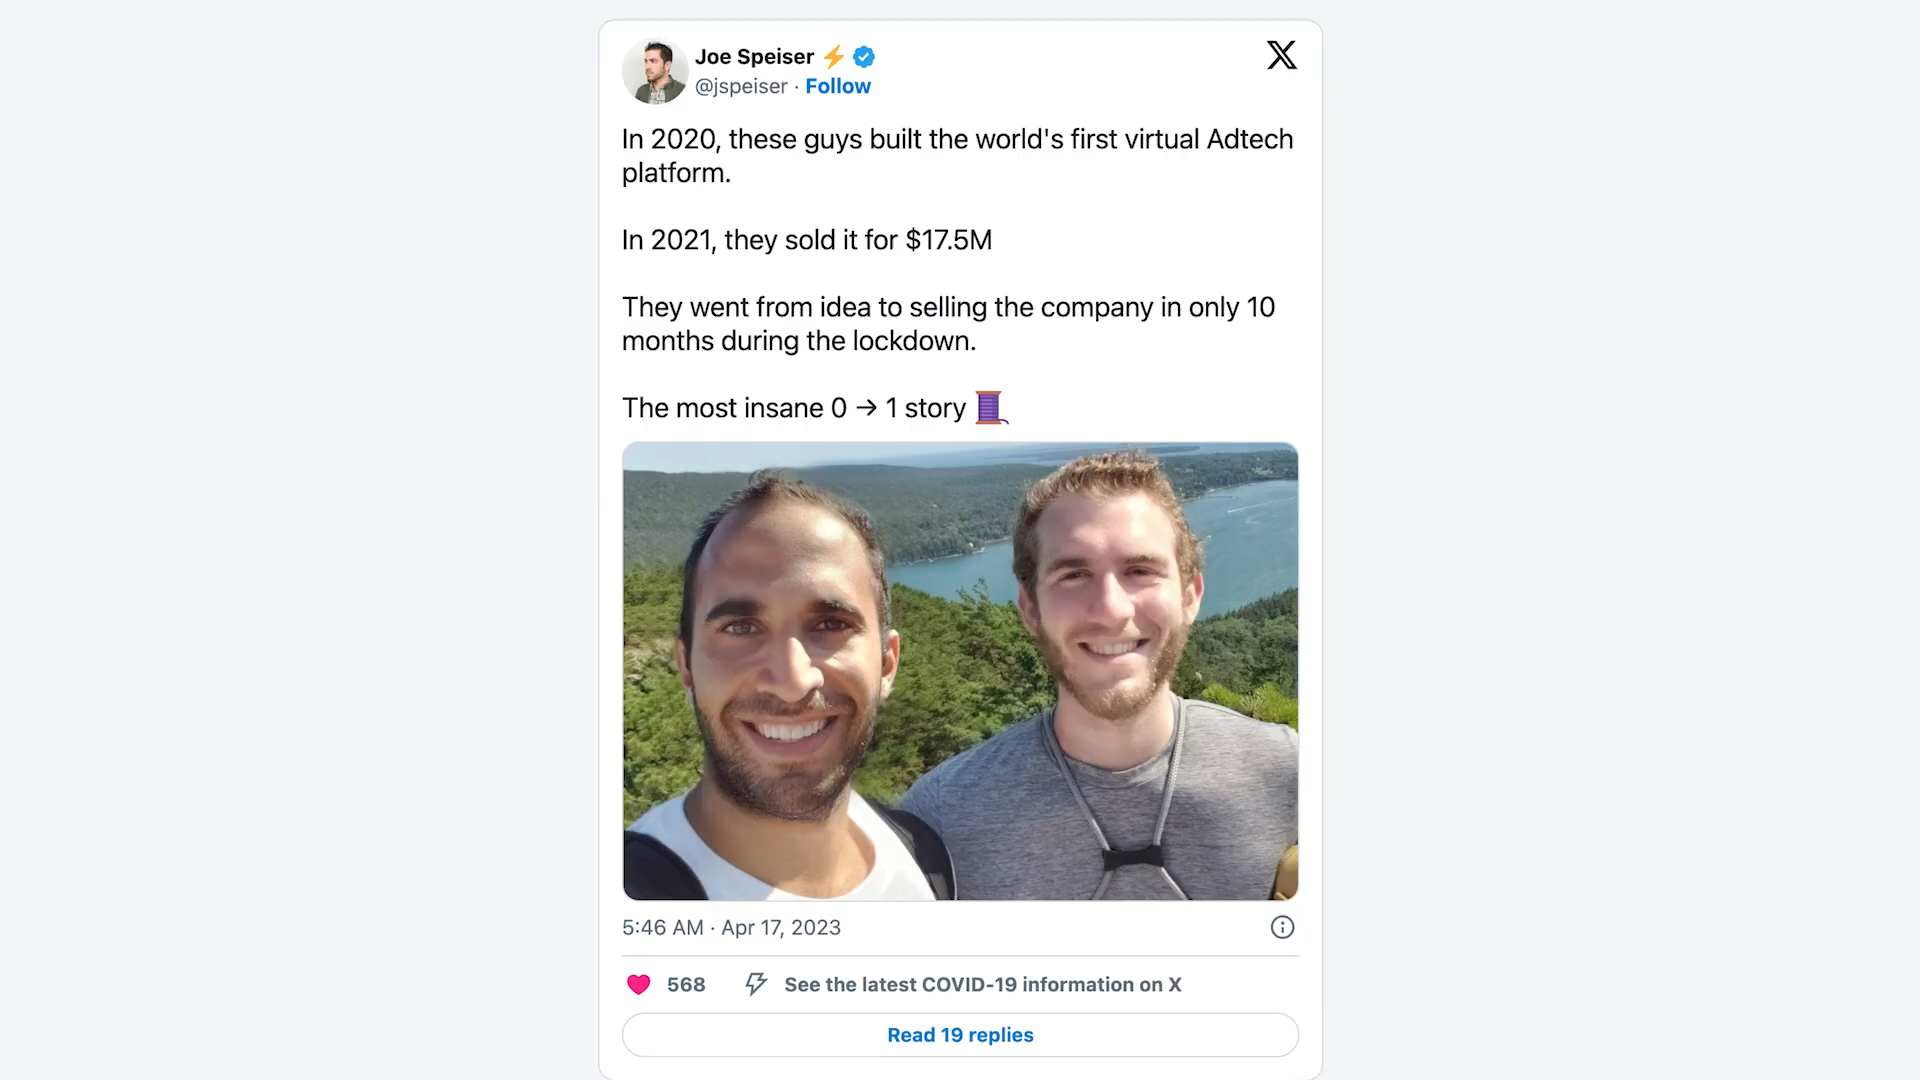 Joe Speiser ⚡
@jspeiser · Follow
In 2020, these guys built the world's first virtual Adtech
platform.
In 2021, they sold it for $17.5M
They went from idea to selling the company in only 10
months during the lockdown.
The most insane 0 → 1 story 🧵
5:46 AM · Apr 17, 2023
568
See the latest COVID-19 information on X
Read 19 replies